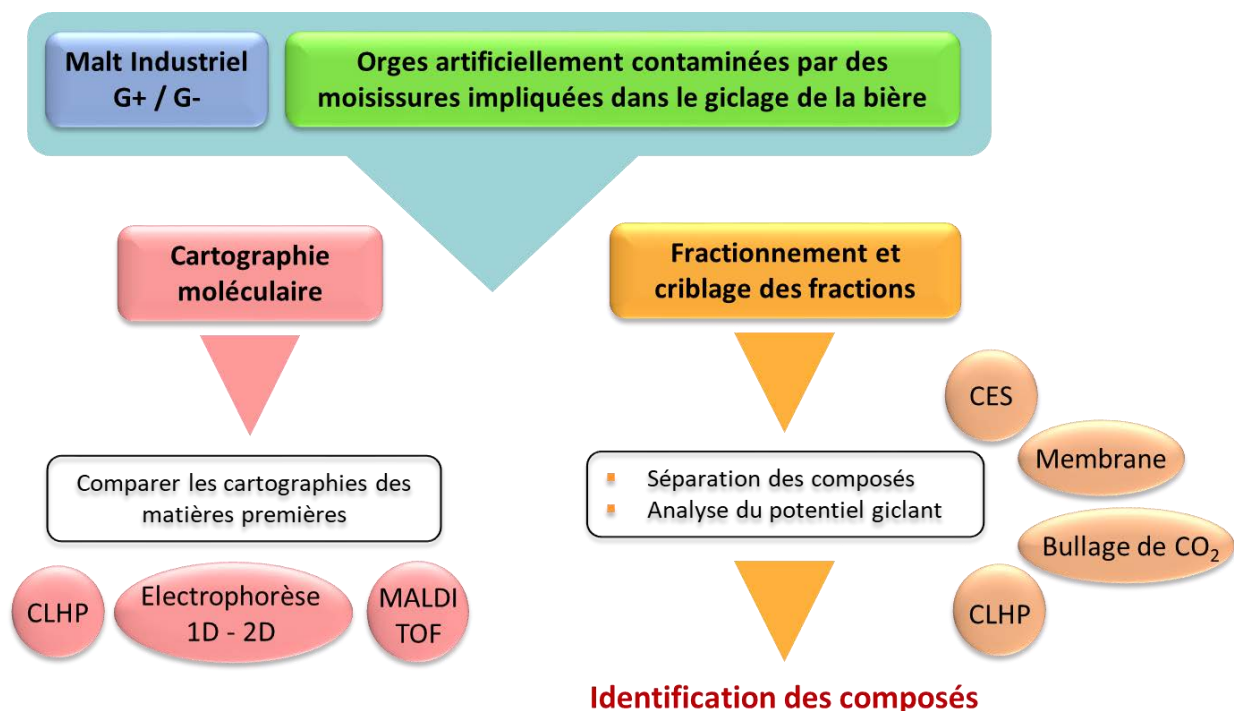 Malt Industriel
G+ / G-
Orges artificiellement contaminées par des
moisissures impliquées dans le giclage de la bière
Cartographie
moléculaire
Fractionnement et
criblage des fractions
Comparer les cartographies des
matières premières
CLHP
Electrophorèse
1D - 2D
MALDI
TOF
▪ Séparation des composés
▪ Analyse du potentiel giclant
CES
Membrane
Bullage de CO₂
CLHP
Identification des composés